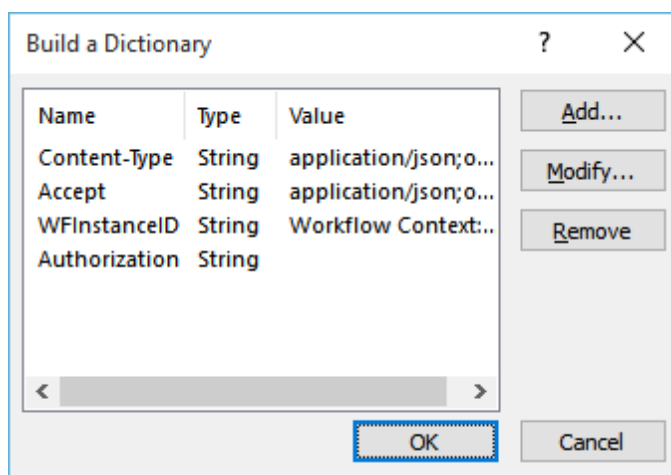 Build a Dictionary ?
Name Type Value
Content-Type String application/json;o...
Accept String application/json;o...
WFInstanceID String Workflow Context:..
Authorization String
Add...
Modify...
Remove
OK Cancel